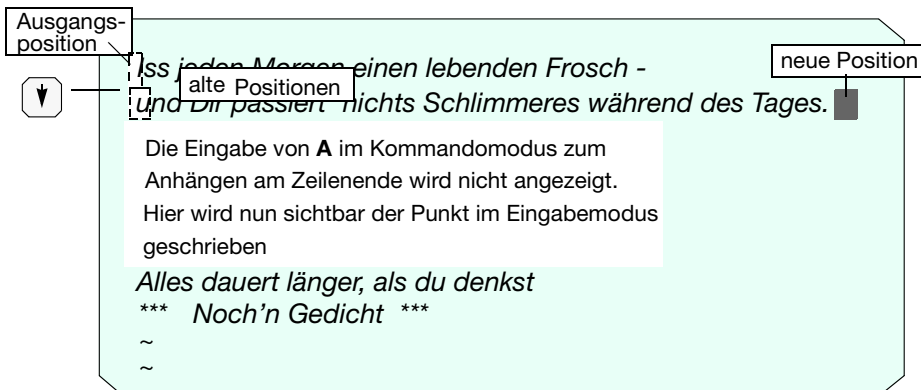 Ausgangs-
position
Iss jeden Morgen einen lebenden Frosch -
neue Position
alte Positionen
und Dir passiert nichts Schlimmeres während des Tages.
Die Eingabe von A im Kommandomodus zum
Anhängen am Zeilenende wird nicht angezeigt.
Hier wird nun sichtbar der Punkt im Eingabemodus
geschrieben
Alles dauert länger, als du denkst
*** Noch’n Gedicht ***
~
~